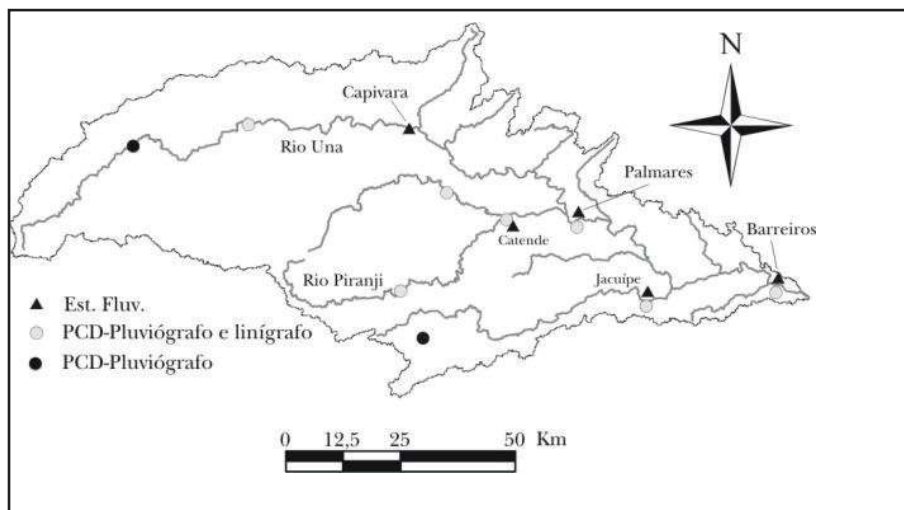 N
Capivara
Rio Una
Palmares
Catende
Barreiros
Rio Piranji
Jacuípe
Est. Fluv.
PCD-Pluviógrafo e linígrafo
PCD-Pluviógrafo
0 12,5 25 50 Km